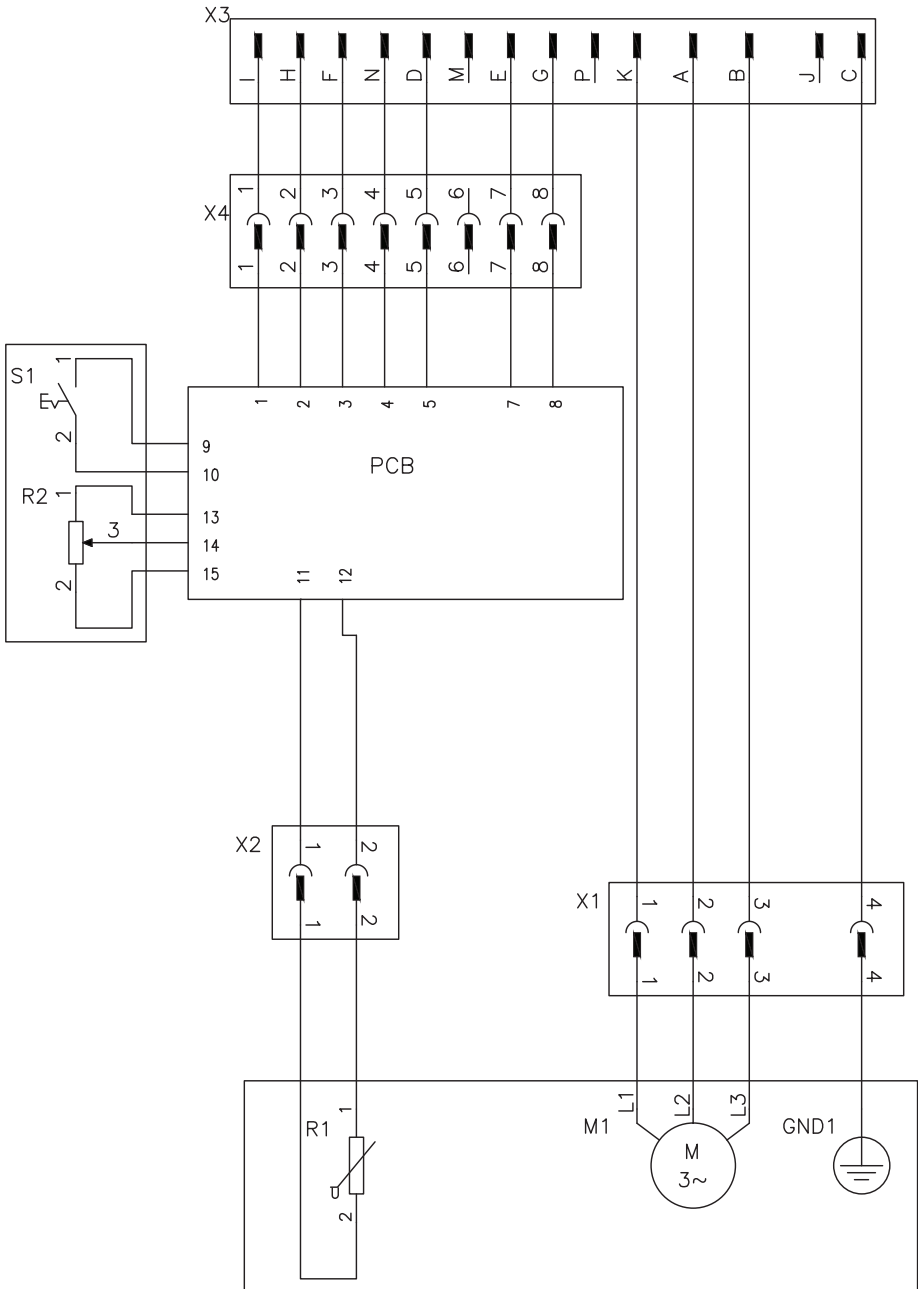 X3
I H F N D M E G P K A B J C
X4
1 2 3 4 5 6 7 8
1 2 3 4 5 6 7 8
S1
1
2
R2
1
3
2
1 2 3 4 5 7 8
9
10
13
14
15
PCB
11 12
X2
1 2
1 2
X1
1 2 3 4
1 2 3 4
R1
1
2
M1
L1 L2 L3
M
3~
GND1